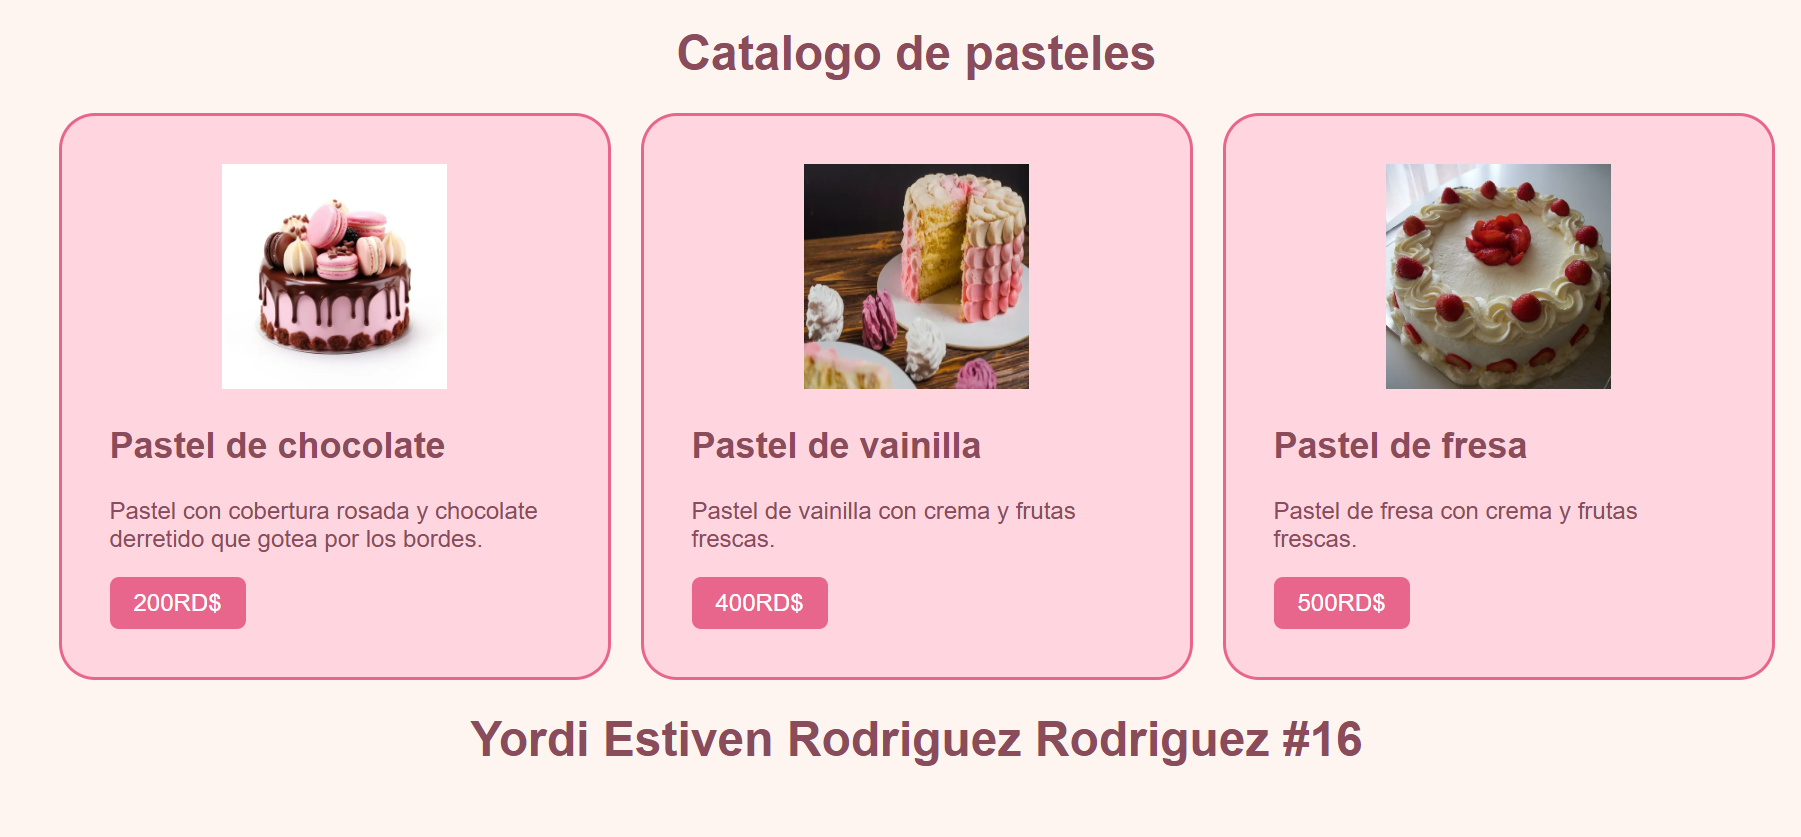 Catalogo de pasteles
Pastel de chocolate
Pastel con cobertura rosada y chocolate
derretido que gotea por los bordes.
200RD$
Pastel de vainilla
Pastel de vainilla con crema y frutas
frescas.
400RD$
Pastel de fresa
Pastel de fresa con crema y frutas
frescas.
500RD$
Yordi Estiven Rodriguez Rodriguez #16